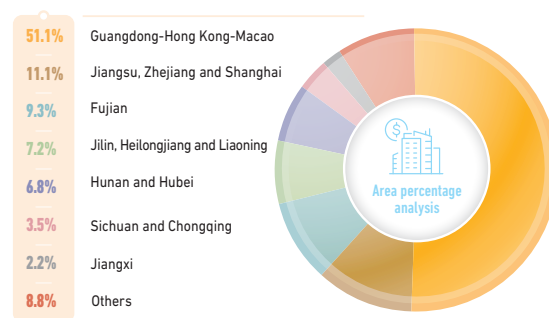 51.1% Guangdong-Hong Kong-Macao
11.1% Jiangsu, Zhejiang and Shanghai
9.3% Fujian
7.2% Jilin, Heilongjiang and Liaoning
6.8% Hunan and Hubei
3.5% Sichuan and Chongqing
2.2% Jiangxi
8.8% Others
$
Area percentage
analysis